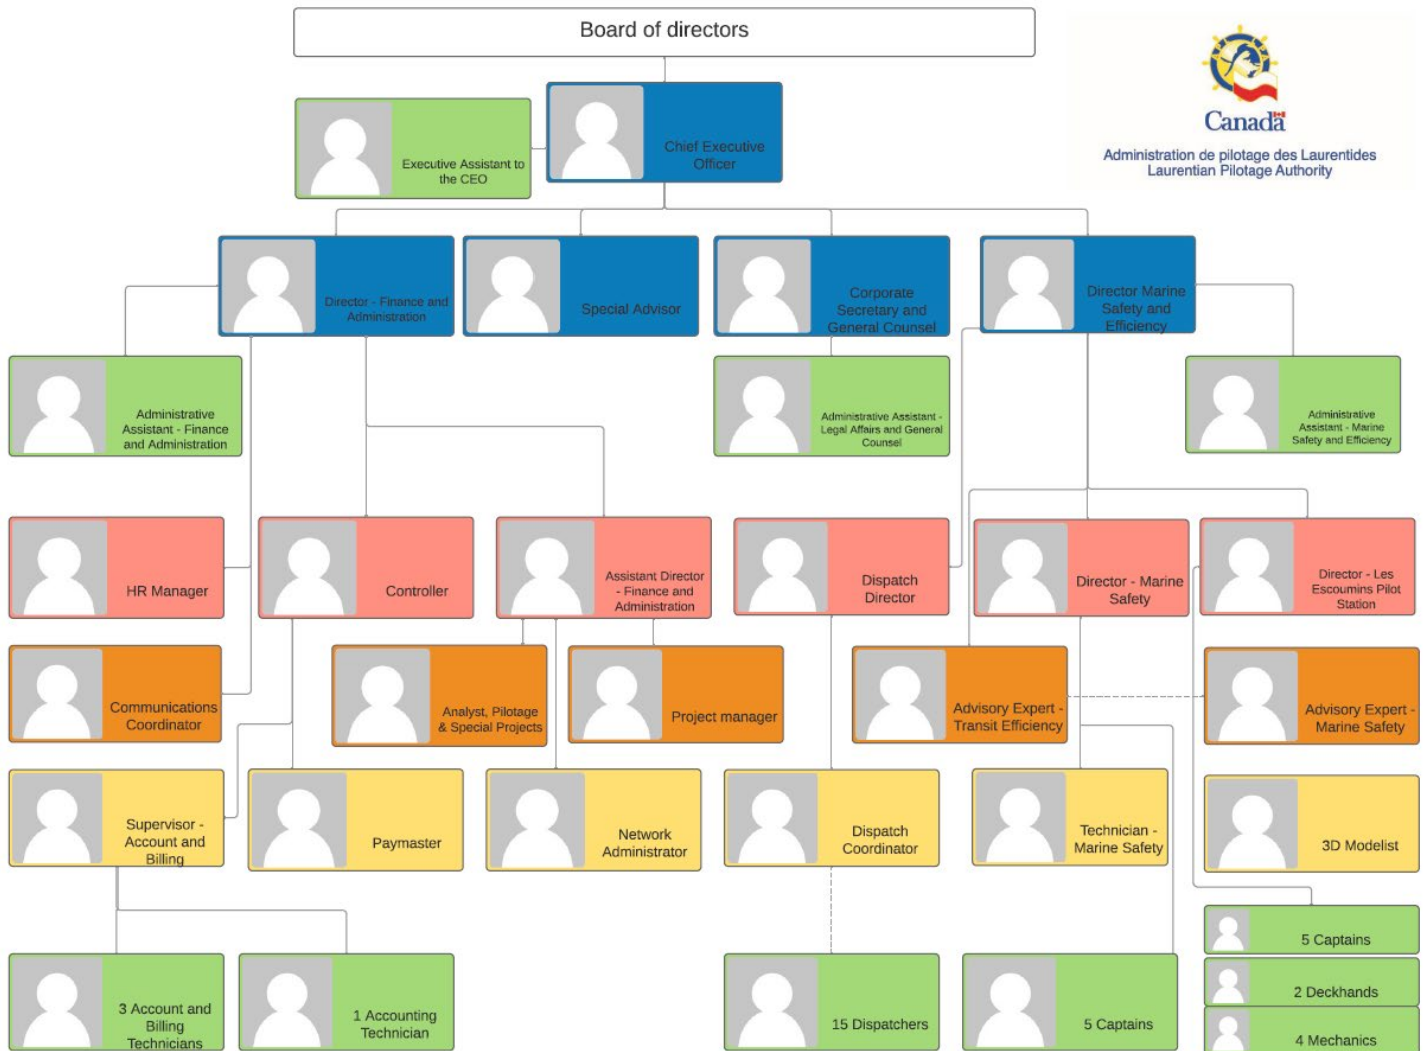 Board of directors
Canada
Administration de pilotage des Laurentides
Laurentian Pilotage Authority
Executive Assistant to
the CEO
Chief Executive
Officer
Director - Finance and
Administration
Special Advisor
Corporate
Secretary and
General Counsel
Director Marine
Safety and
Efficiency
Administrative
Assistant - Finance
and Administration
Administrative Assistant -
Legal Affairs and General
Counsel
Administrative
Assistant - Marine
Safety and Efficiency
HR Manager
Controller
Assistant Director
- Finance and
Administration
Dispatch
Director
Director - Marine
Safety
Director - Les
Escoumins Pilot
Station
Communications
Coordinator
Analyst, Pilotage
& Special Projects
Project manager
Advisory Expert -
Transit Efficiency
Advisory Expert -
Marine Safety
Supervisor -
Account and
Billing
Paymaster
Network
Administrator
Dispatch
Coordinator
Technician -
Marine Safety
3D Modelist
3 Account and
Billing
Technicians
1 Accounting
Technician
15 Dispatchers
5 Captains
5 Captains
2 Deckhands
4 Mechanics